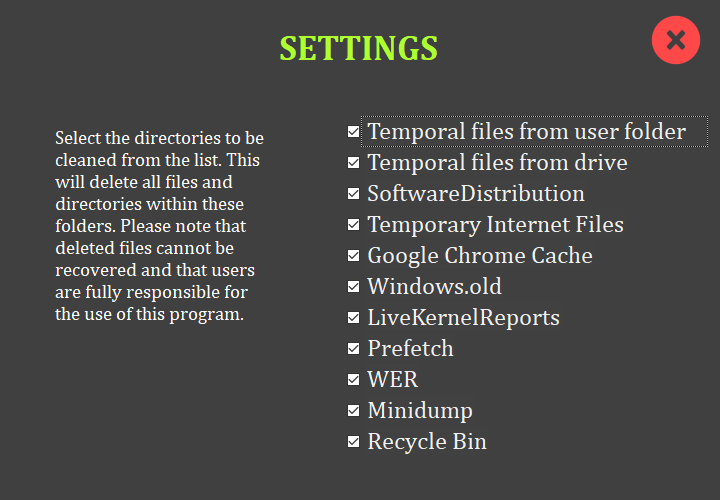 SETTINGS
Select the directories to be
cleaned from the list. This
will delete all files and
directories within these
folders. Please note that
deleted files cannot be
recovered and that users
are fully responsible for
the use of this program.
Temporal files from user folder
Temporal files from drive
SoftwareDistribution
Temporary Internet Files
Google Chrome Cache
Windows.old
LiveKernelReports
Prefetch
WER
Minidump
Recycle Bin